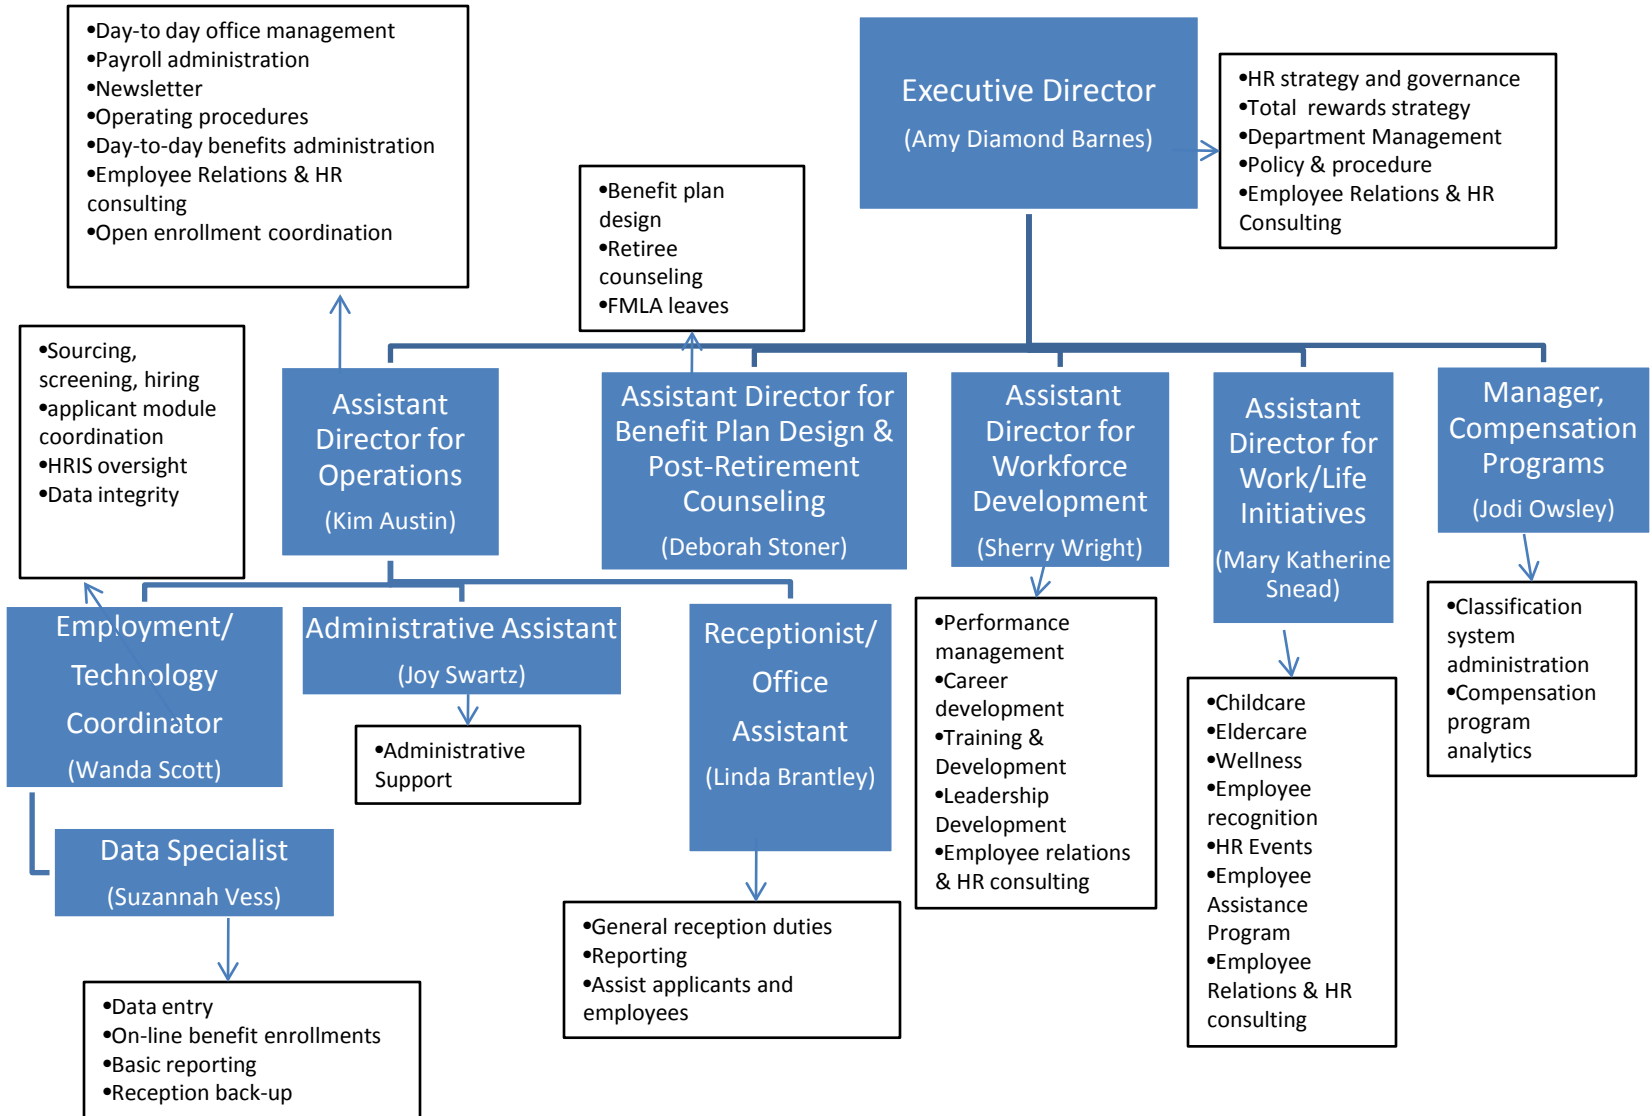 •Day-to day office management
•Payroll administration
•Newsletter
•Operating procedures
•Day-to-day benefits administration
•Employee Relations & HR
consulting
•Open enrollment coordination
Executive Director
(Amy Diamond Barnes)
•HR strategy and governance
•Total rewards strategy
•Department Management
•Policy & procedure
•Employee Relations & HR
Consulting
•Benefit plan
design
•Retiree
counseling
•FMLA leaves
•Sourcing,
screening, hiring
•applicant module
coordination
•HRIS oversight
•Data integrity
Assistant
Director for
Operations
(Kim Austin)
Assistant Director for
Benefit Plan Design &
Post-Retirement
Counseling
(Deborah Stoner)
Assistant
Director for
Workforce
Development
(Sherry Wright)
Assistant
Director for
Work/Life
Initiatives
(Mary Katherine
Snead)
Manager,
Compensation
Programs
(Jodi Owsley)
Employment/
Technology
Coordinator
(Wanda Scott)
Administrative Assistant
(Joy Swartz)
Receptionist/
Office
Assistant
(Linda Brantley)
•Administrative
Support
•Performance
management
•Career
development
•Training &
Development
•Leadership
Development
•Employee relations
& HR consulting
•Childcare
•Eldercare
•Wellness
•Employee
recognition
•HR Events
•Employee
Assistance
Program
•Employee
Relations & HR
consulting
•Classification
system
administration
•Compensation
program
analytics
Data Specialist
(Suzannah Vess)
•General reception duties
•Reporting
•Assist applicants and
employees
•Data entry
•On-line benefit enrollments
•Basic reporting
•Reception back-up